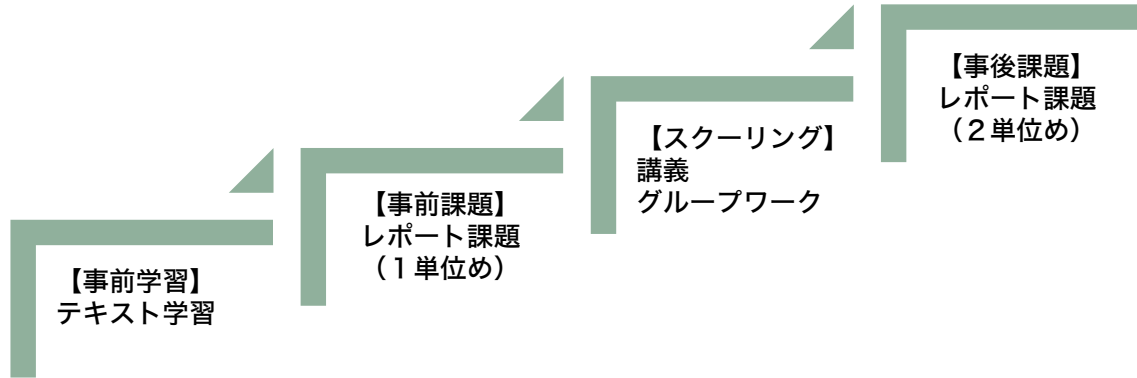 【事前学習】
テキスト学習
【事前課題】
レポート課題
（１単位め）
【スクーリング】
講義
グループワーク
【事後課題】
レポート課題
（２単位め）